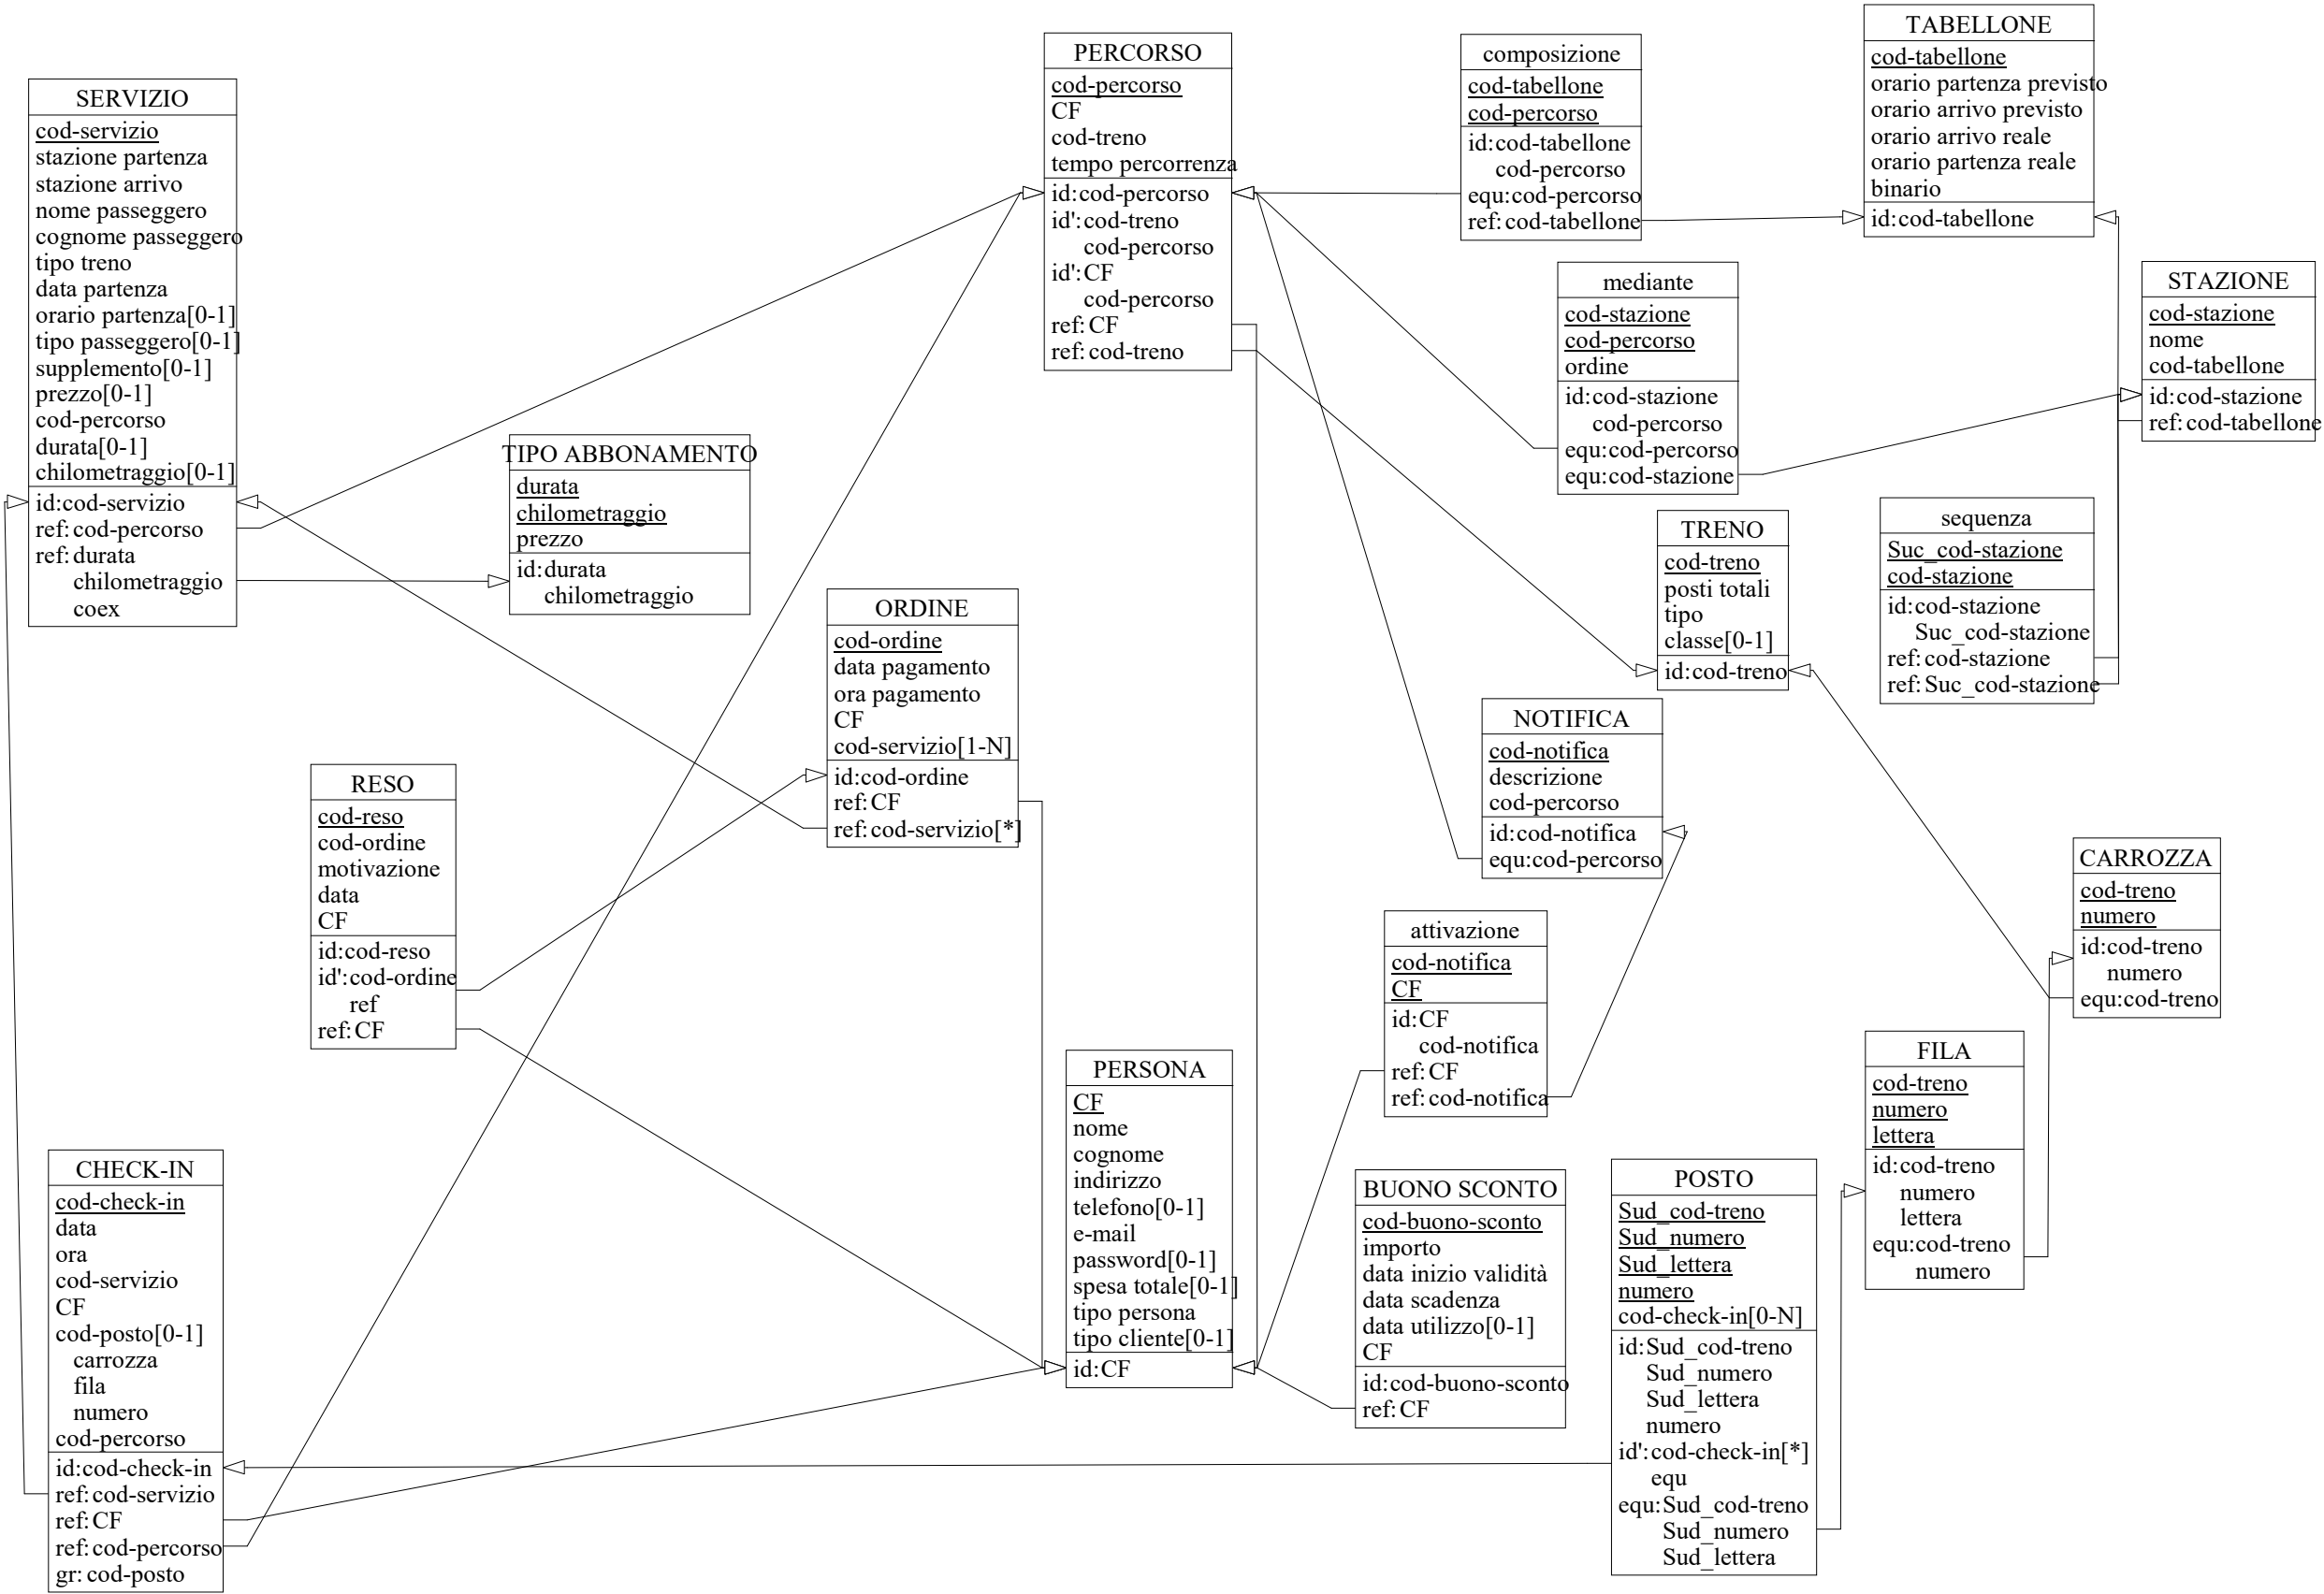 SERVIZIO
cod-servizio
stazione partenza
stazione arrivo
nome passeggero
cognome passeggero
tipo treno
data partenza
orario partenza[0-1]
tipo passeggero[0-1]
supplemento[0-1]
prezzo[0-1]
cod-percorso
durata[0-1]
chilometraggio[0-1]
id:cod-servizio
ref: cod-percorso
ref: durata
chilometraggio
coex
TIPO ABBONAMENTO
durata
chilometraggio
prezzo
id:durata
chilometraggio
PERCORSO
cod-percorso
CF
cod-treno
tempo percorrenza
id:cod-percorso
id':cod-treno
cod-percorso
id':CF
cod-percorso
ref: CF
ref: cod-treno
composizione
cod-tabellone
cod-percorso
id:cod-tabellone
cod-percorso
equ:cod-percorso
ref: cod-tabellone
TABELLONE
cod-tabellone
orario partenza previsto
orario arrivo previsto
orario arrivo reale
orario partenza reale
binario
id:cod-tabellone
mediante
cod-stazione
cod-percorso
ordine
id:cod-stazione
cod-percorso
equ:cod-percorso
equ:cod-stazione
STAZIONE
cod-stazione
nome
cod-tabellone
id:cod-stazione
ref: cod-tabellone
sequenza
Suc_cod-stazione
cod-stazione
id:cod-stazione
Suc_cod-stazione
ref: cod-stazione
ref: Suc_cod-stazione
TRENO
cod-treno
posti totali
tipo
classe[0-1]
id:cod-treno
ORDINE
cod-ordine
data pagamento
ora pagamento
CF
cod-servizio[1-N]
id:cod-ordine
ref: CF
ref: cod-servizio[*]
NOTIFICA
cod-notifica
descrizione
cod-percorso
id:cod-notifica
equ:cod-percorso
RESO
cod-reso
cod-ordine
motivazione
data
CF
id:cod-reso
id':cod-ordine
ref
ref: CF
CARROZZA
cod-treno
numero
id:cod-treno
numero
equ:cod-treno
attivazione
cod-notifica
CF
id:CF
cod-notifica
ref: CF
ref: cod-notifica
FILA
cod-treno
numero
lettera
id:cod-treno
numero
lettera
equ:cod-treno
numero
PERSONA
CF
nome
cognome
indirizzo
telefono[0-1]
e-mail
password[0-1]
spesa totale[0-1]
tipo persona
tipo cliente[0-1]
id:CF
CHECK-IN
cod-check-in
data
ora
cod-servizio
CF
cod-posto[0-1]
carrozza
fila
numero
cod-percorso
id:cod-check-in
ref: cod-servizio
ref: CF
ref: cod-percorso
gr: cod-posto
BUONO SCONTO
cod-buono-sconto
importo
data inizio validità
data scadenza
data utilizzo[0-1]
CF
id:cod-buono-sconto
ref: CF
POSTO
Sud_cod-treno
Sud_numero
Sud_lettera
numero
cod-check-in[0-N]
id:Sud_cod-treno
Sud_numero
Sud_lettera
numero
id':cod-check-in[*]
equ
equ:Sud_cod-treno
Sud_numero
Sud_lettera